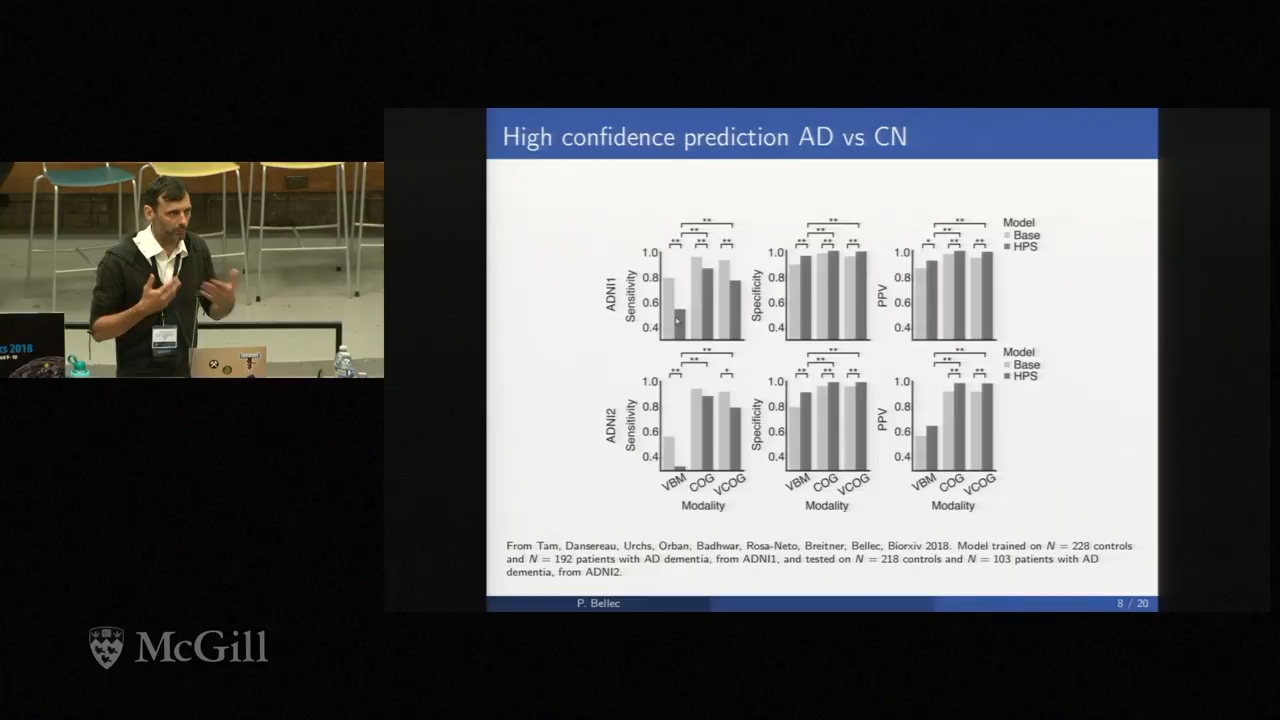 High confidence prediction AD vs CN
** ** ** ** **
** ** ** ** **
* ** ** ** **
Model
Base
HPS
ADNI1
Sensitivity
1.0
0.8
0.6
0.4
Specificity
1.0
0.8
0.6
0.4
PPV
1.0
0.8
0.6
0.4
** ** ** *
** ** ** ** **
** ** ** **
Model
Base
HPS
ADNI2
Sensitivity
1.0
0.8
0.6
0.4
Specificity
1.0
0.8
0.6
0.4
PPV
1.0
0.8
0.6
0.4
VBM COG VCOG
VBM COG VCOG
VBM COG VCOG
Modality
Modality
Modality
From Tam, Dansereau, Urchs, Orban, Badhwar, Rosa-Neto, Breitner, Bellec, Biorxiv 2018. Model trained on N = 228 controls
and N = 192 patients with AD dementia, from ADNI1, and tested on N = 218 controls and N = 103 patients with AD
dementia, from ADNI2.
P. Bellec
8 / 20
cs 2018
McGill